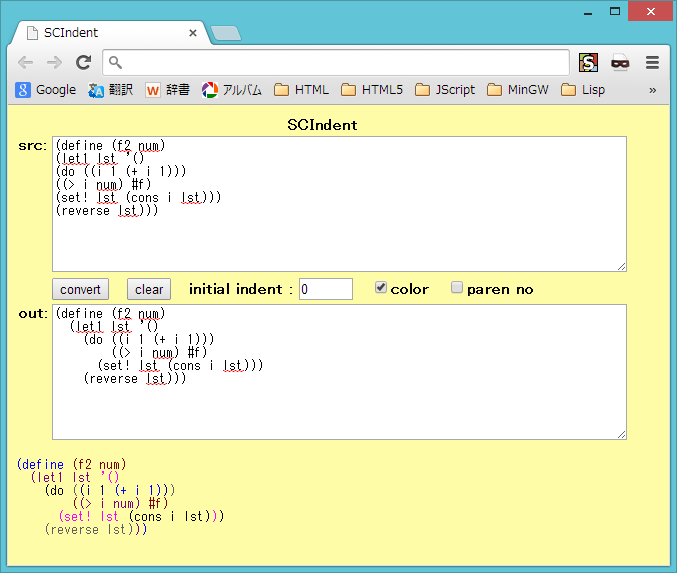 SCIndent
Google 翻訳 辞書 アルバム HTML HTML5 JScript MinGW Lisp »
SCIndent
src:
(define (f2 num)
(let1 lst '()
(do ((i 1 (+ i 1)))
((> i num) #f)
(set! lst (cons i lst)))
(reverse lst)))
convert clear initial indent : 0 color paren no
out:
(define (f2 num)
  (let1 lst '()
    (do ((i 1 (+ i 1)))
        ((> i num) #f)
      (set! lst (cons i lst)))
    (reverse lst)))
(define (f2 num)
  (let1 lst '()
    (do ((i 1 (+ i 1)))
        ((> i num) #f)
      (set! lst (cons i lst)))
    (reverse lst)))